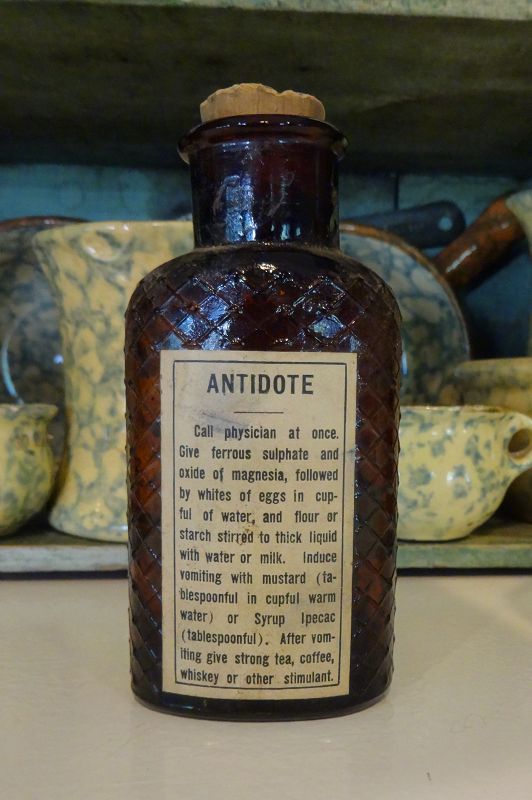 ANTIDOTE
Call physician at once.
Give ferrous sulphate and
oxide of magnesia, followed
by whites of eggs in cup-
ful of water, and flour or
starch stirred to thick liquid
with water or milk. Induce
vomiting with mustard (ta-
blespoonful in cupful warm
water) or Syrup Ipecac
(tablespoonful). After vom-
iting give strong tea, coffee,
whiskey or other stimulant.